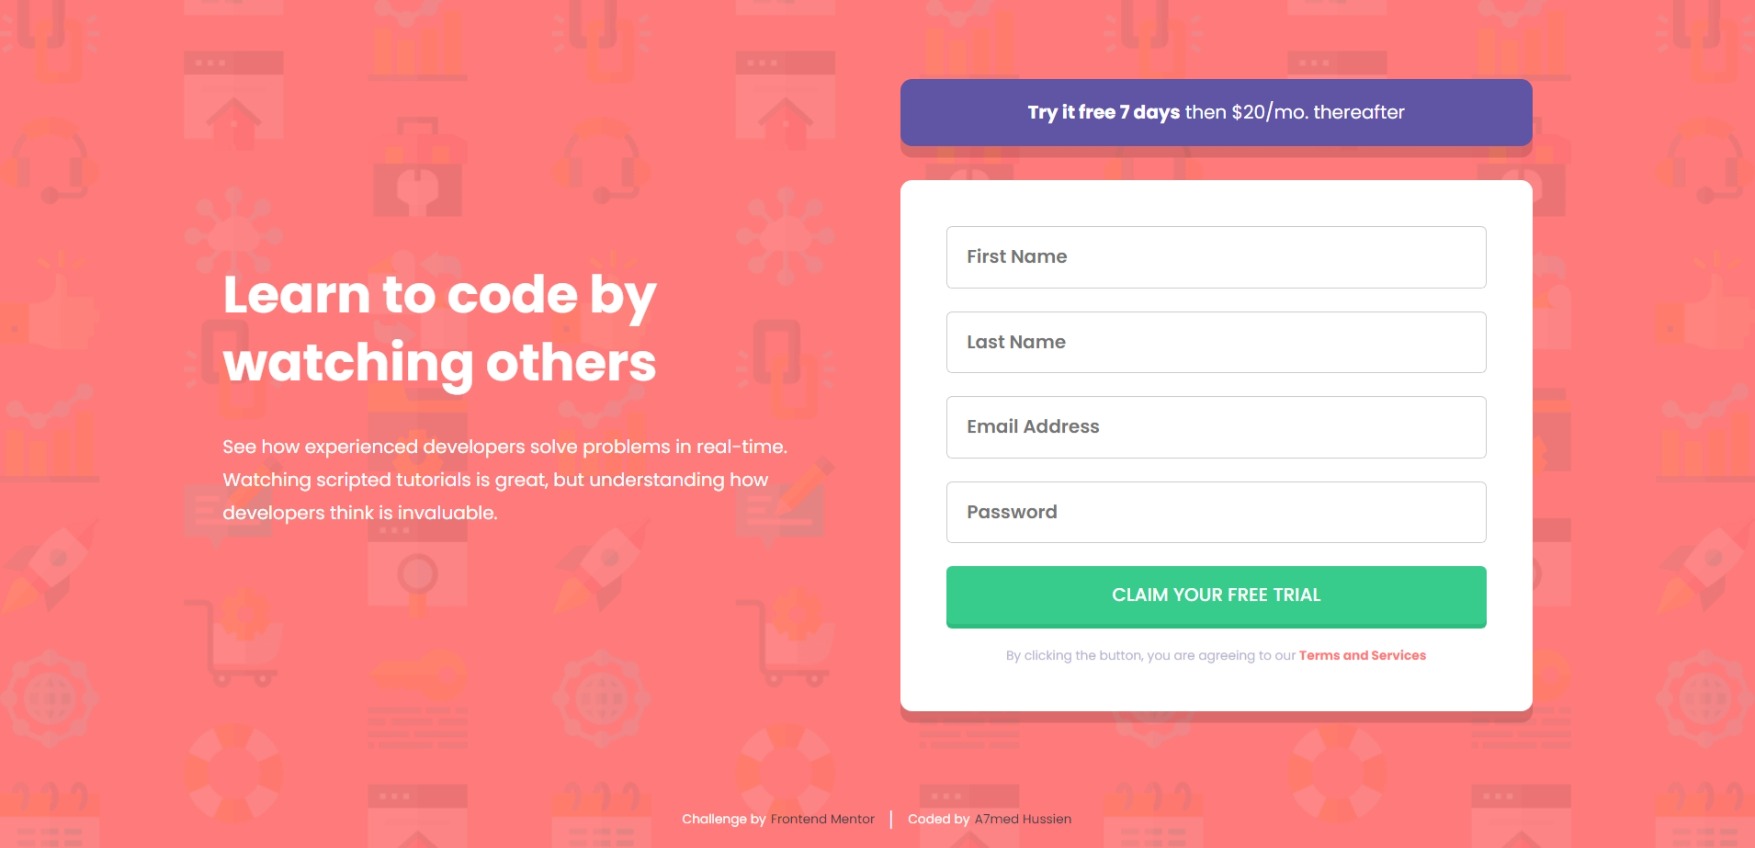 Learn to code by
watching others
See how experienced developers solve problems in real-time.
Watching scripted tutorials is great, but understanding how
developers think is invaluable.
Try it free 7 days then $20/mo. thereafter
First Name
Last Name
Email Address
Password
CLAIM YOUR FREE TRIAL
By clicking the button, you are agreeing to our Terms and Services
Challenge by Frontend Mentor | Coded by A7med Hussien